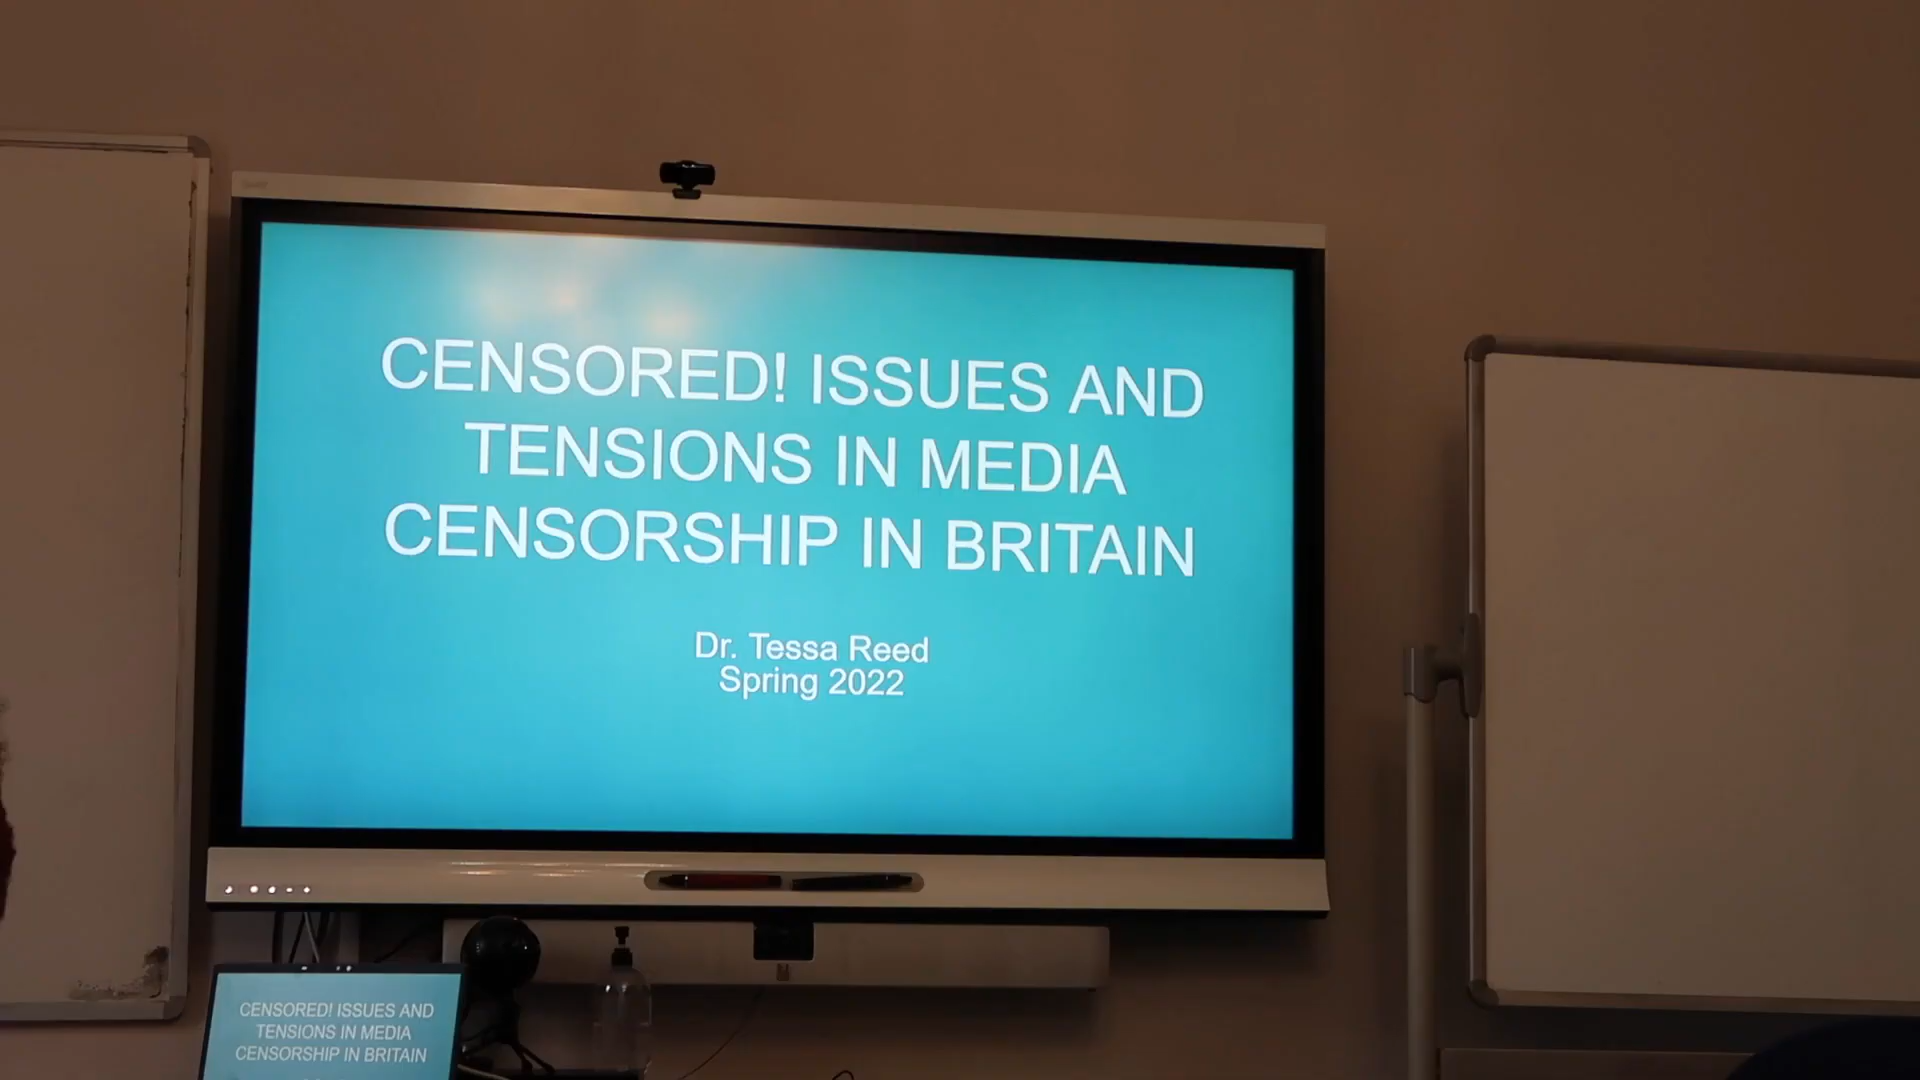 CENSORED! ISSUES AND
TENSIONS IN MEDIA
CENSORSHIP IN BRITAIN
Dr. Tessa Reed
Spring 2022
CENSORED! ISSUES AND
TENSIONS IN MEDIA
CENSORSHIP IN BRITAIN